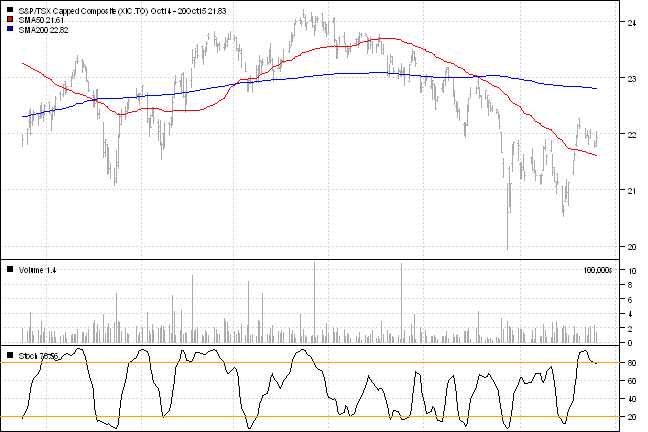 S&P/TSX Capped Composite (XIC.TO) Oct14 - 20Oct15 21.83
SMA50 21.61
SMA200 22.82
24
23
22
21
20
Volume 1.4
100,000s
10
8
6
4
2
0
Stoch 78.56
80
60
40
20